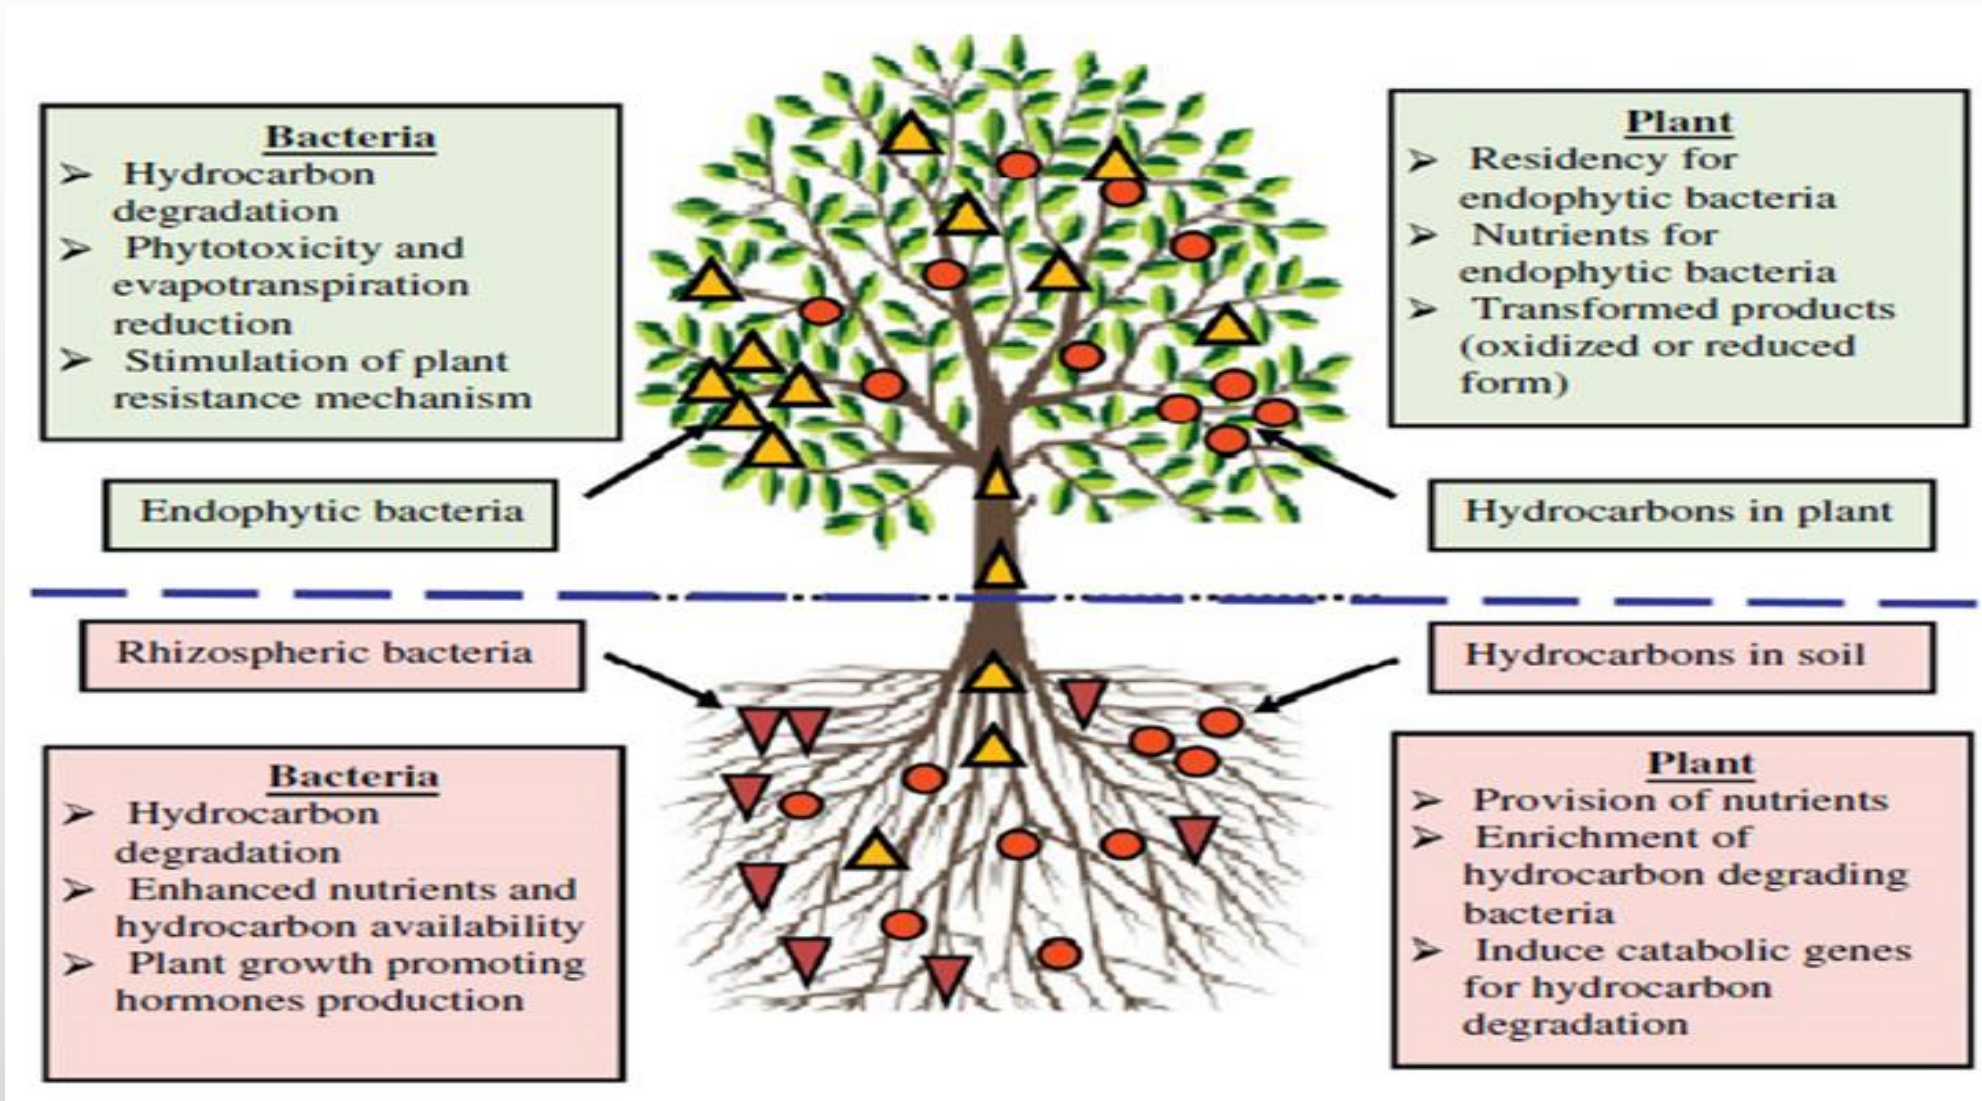 Bacteria
➢ Hydrocarbon
degradation
➢ Phytotoxicity and
evapotranspiration
reduction
➢ Stimulation of plant
resistance mechanism
Plant
➢ Residency for
endophytic bacteria
➢ Nutrients for
endophytic bacteria
➢ Transformed products
(oxidized or reduced
form)
Endophytic bacteria
Hydrocarbons in plant
Rhizospheric bacteria
Hydrocarbons in soil
Bacteria
➢ Hydrocarbon
degradation
➢ Enhanced nutrients and
hydrocarbon availability
➢ Plant growth promoting
hormones production
Plant
➢ Provision of nutrients
➢ Enrichment of
hydrocarbon degrading
bacteria
➢ Induce catabolic genes
for hydrocarbon
degradation